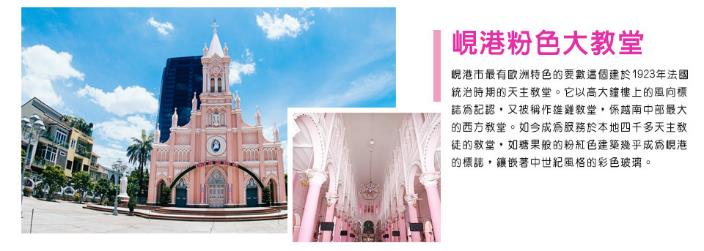 峴港粉色大教堂
峴港市最有歐洲特色的要數這個建於1923年法國
統治時期的天主教堂。它以高大鐘樓上的風向標
誌為記認，又被稱作雄雞教堂，係越南中部最大
的西方教堂。如今成為服務於本地四千多天主教
徒的教堂，如糖果般的粉紅色建築幾乎成為峴港
的標誌，鑲嵌著中世紀風格的彩色玻璃。